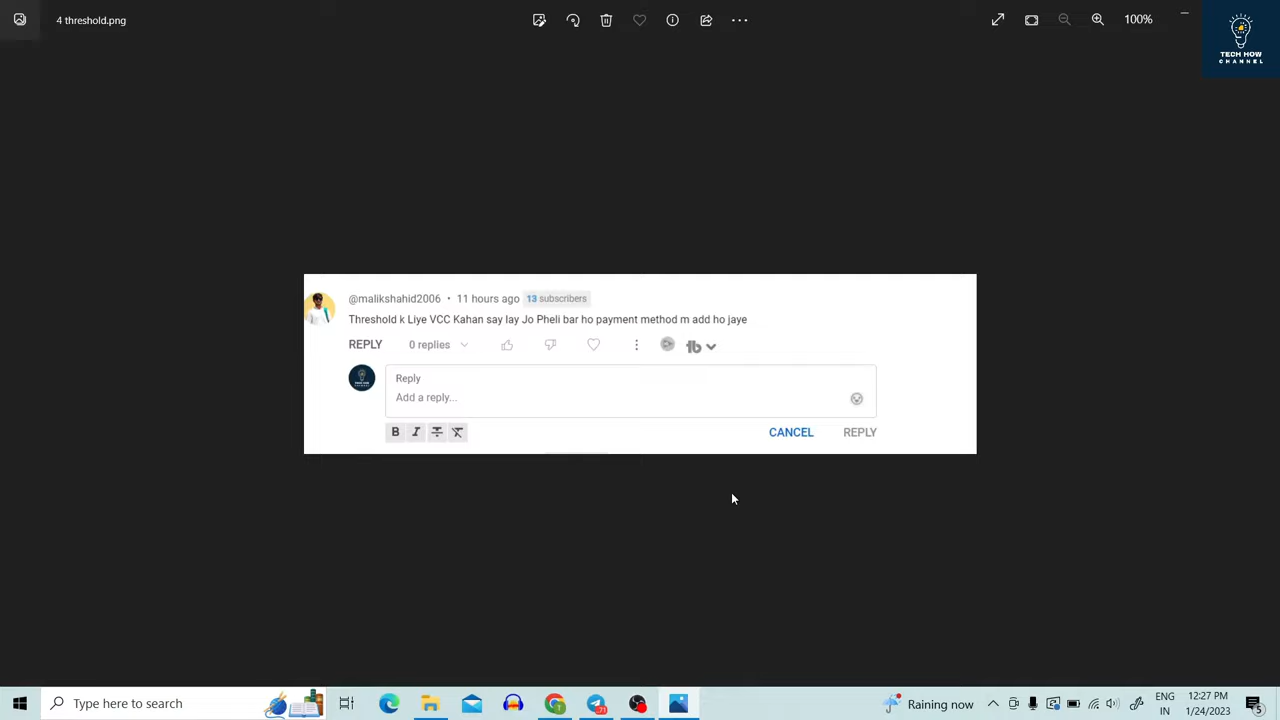 4 threshold.png
100%
TECH HOW
CHANNEL
@malikshahid2006 • 11 hours ago 13 subscribers
Threshold k Liye VCC Kahan say lay Jo Pheli bar ho payment method m add ho jaye
REPLY 0 replies
Reply
Add a reply...
B I
CANCEL REPLY
Type here to search
Raining now
ENG
IN
12:27 PM
1/24/2023
5